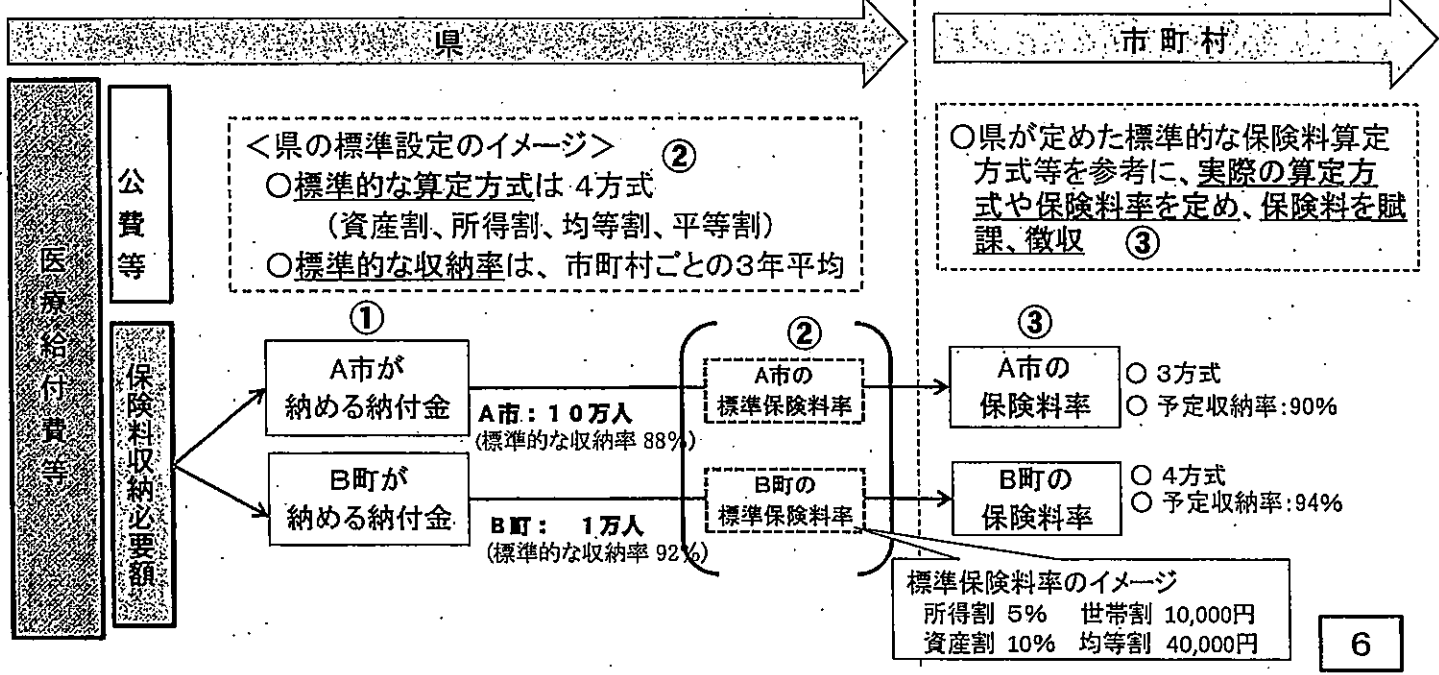 県
市町村
医療給付費等
公費等
保険料収納必要額
＜県の標準設定のイメージ＞ ②
○標準的な算定方式は 4方式
（資産割、所得割、均等割、平等割）
○標準的な収納率は、市町村ごとの3年平均
○県が定めた標準的な保険料算定
方式等を参考に、実際の算定方
式や保険料率を定め、保険料を賦
課、徴収 ③
①
A市が
納める納付金
A市：１０万人
(標準的な収納率 88%)
②
A市の
標準保険料率
③
A市の
保険料率
○ 3方式
○ 予定収納率:90%
B町が
納める納付金
B町： 1万人
(標準的な収納率 92%)
B町の
標準保険料率
B町の
保険料率
○ 4方式
○ 予定収納率:94%
標準保険料率のイメージ
所得割 5% 世帯割 10,000円
資産割 10% 均等割 40,000円
6